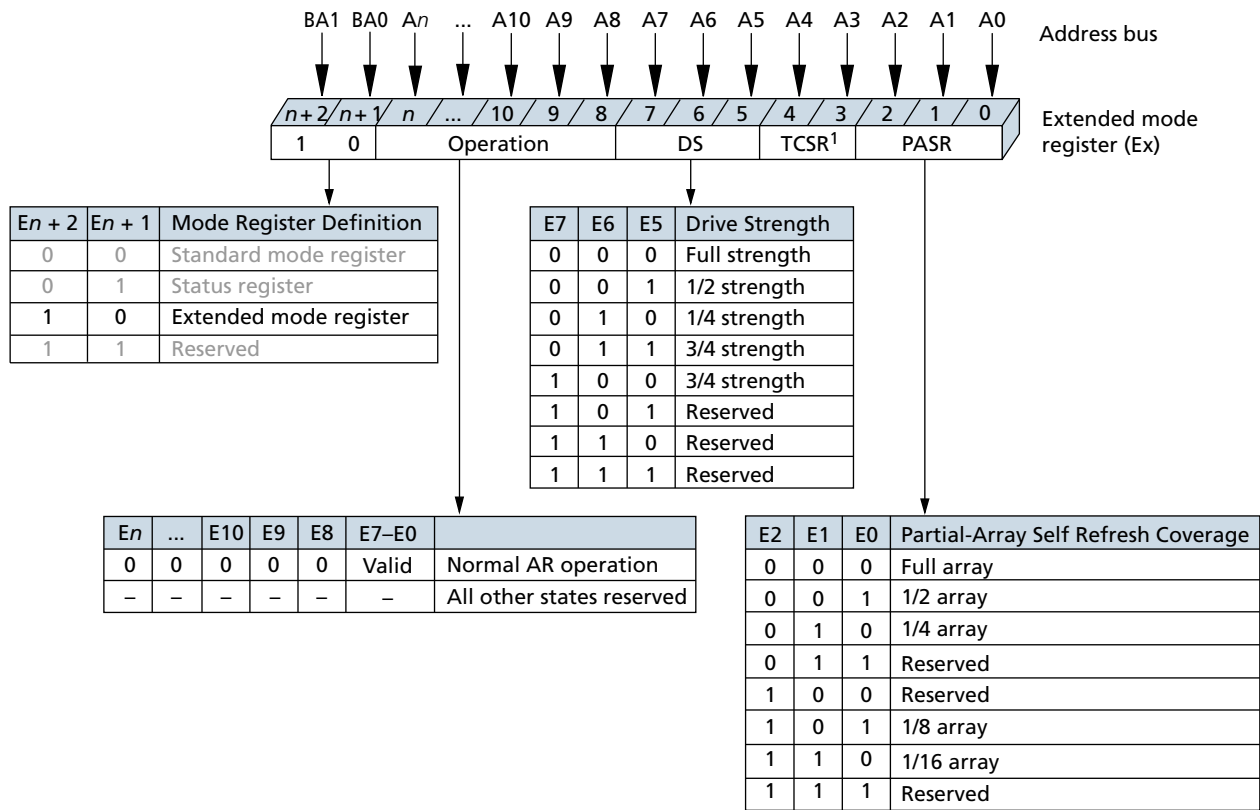 BA1 BA0 An ... A10 A9 A8 A7 A6 A5 A4 A3 A2 A1 A0 Address bus
n + 2 n + 1 n ... 10 9 8 7 6 5 4 3 2 1 0 Extended mode
register (Ex)
1 0 Operation DS TCSR1 PASR
En + 2 En + 1 Mode Register Definition
0 0 Standard mode register
0 1 Status register
1 0 Extended mode register
1 1 Reserved
E7 E6 E5 Drive Strength
0 0 0 Full strength
0 0 1 1/2 strength
0 1 0 1/4 strength
0 1 1 3/4 strength
1 0 0 3/4 strength
1 0 1 Reserved
1 1 0 Reserved
1 1 1 Reserved
En ... E10 E9 E8 E7–E0
0 0 0 0 0 Valid Normal AR operation
– – – – – – All other states reserved
E2 E1 E0 Partial-Array Self Refresh Coverage
0 0 0 Full array
0 0 1 1/2 array
0 1 0 1/4 array
0 1 1 Reserved
1 0 0 Reserved
1 0 1 1/8 array
1 1 0 1/16 array
1 1 1 Reserved